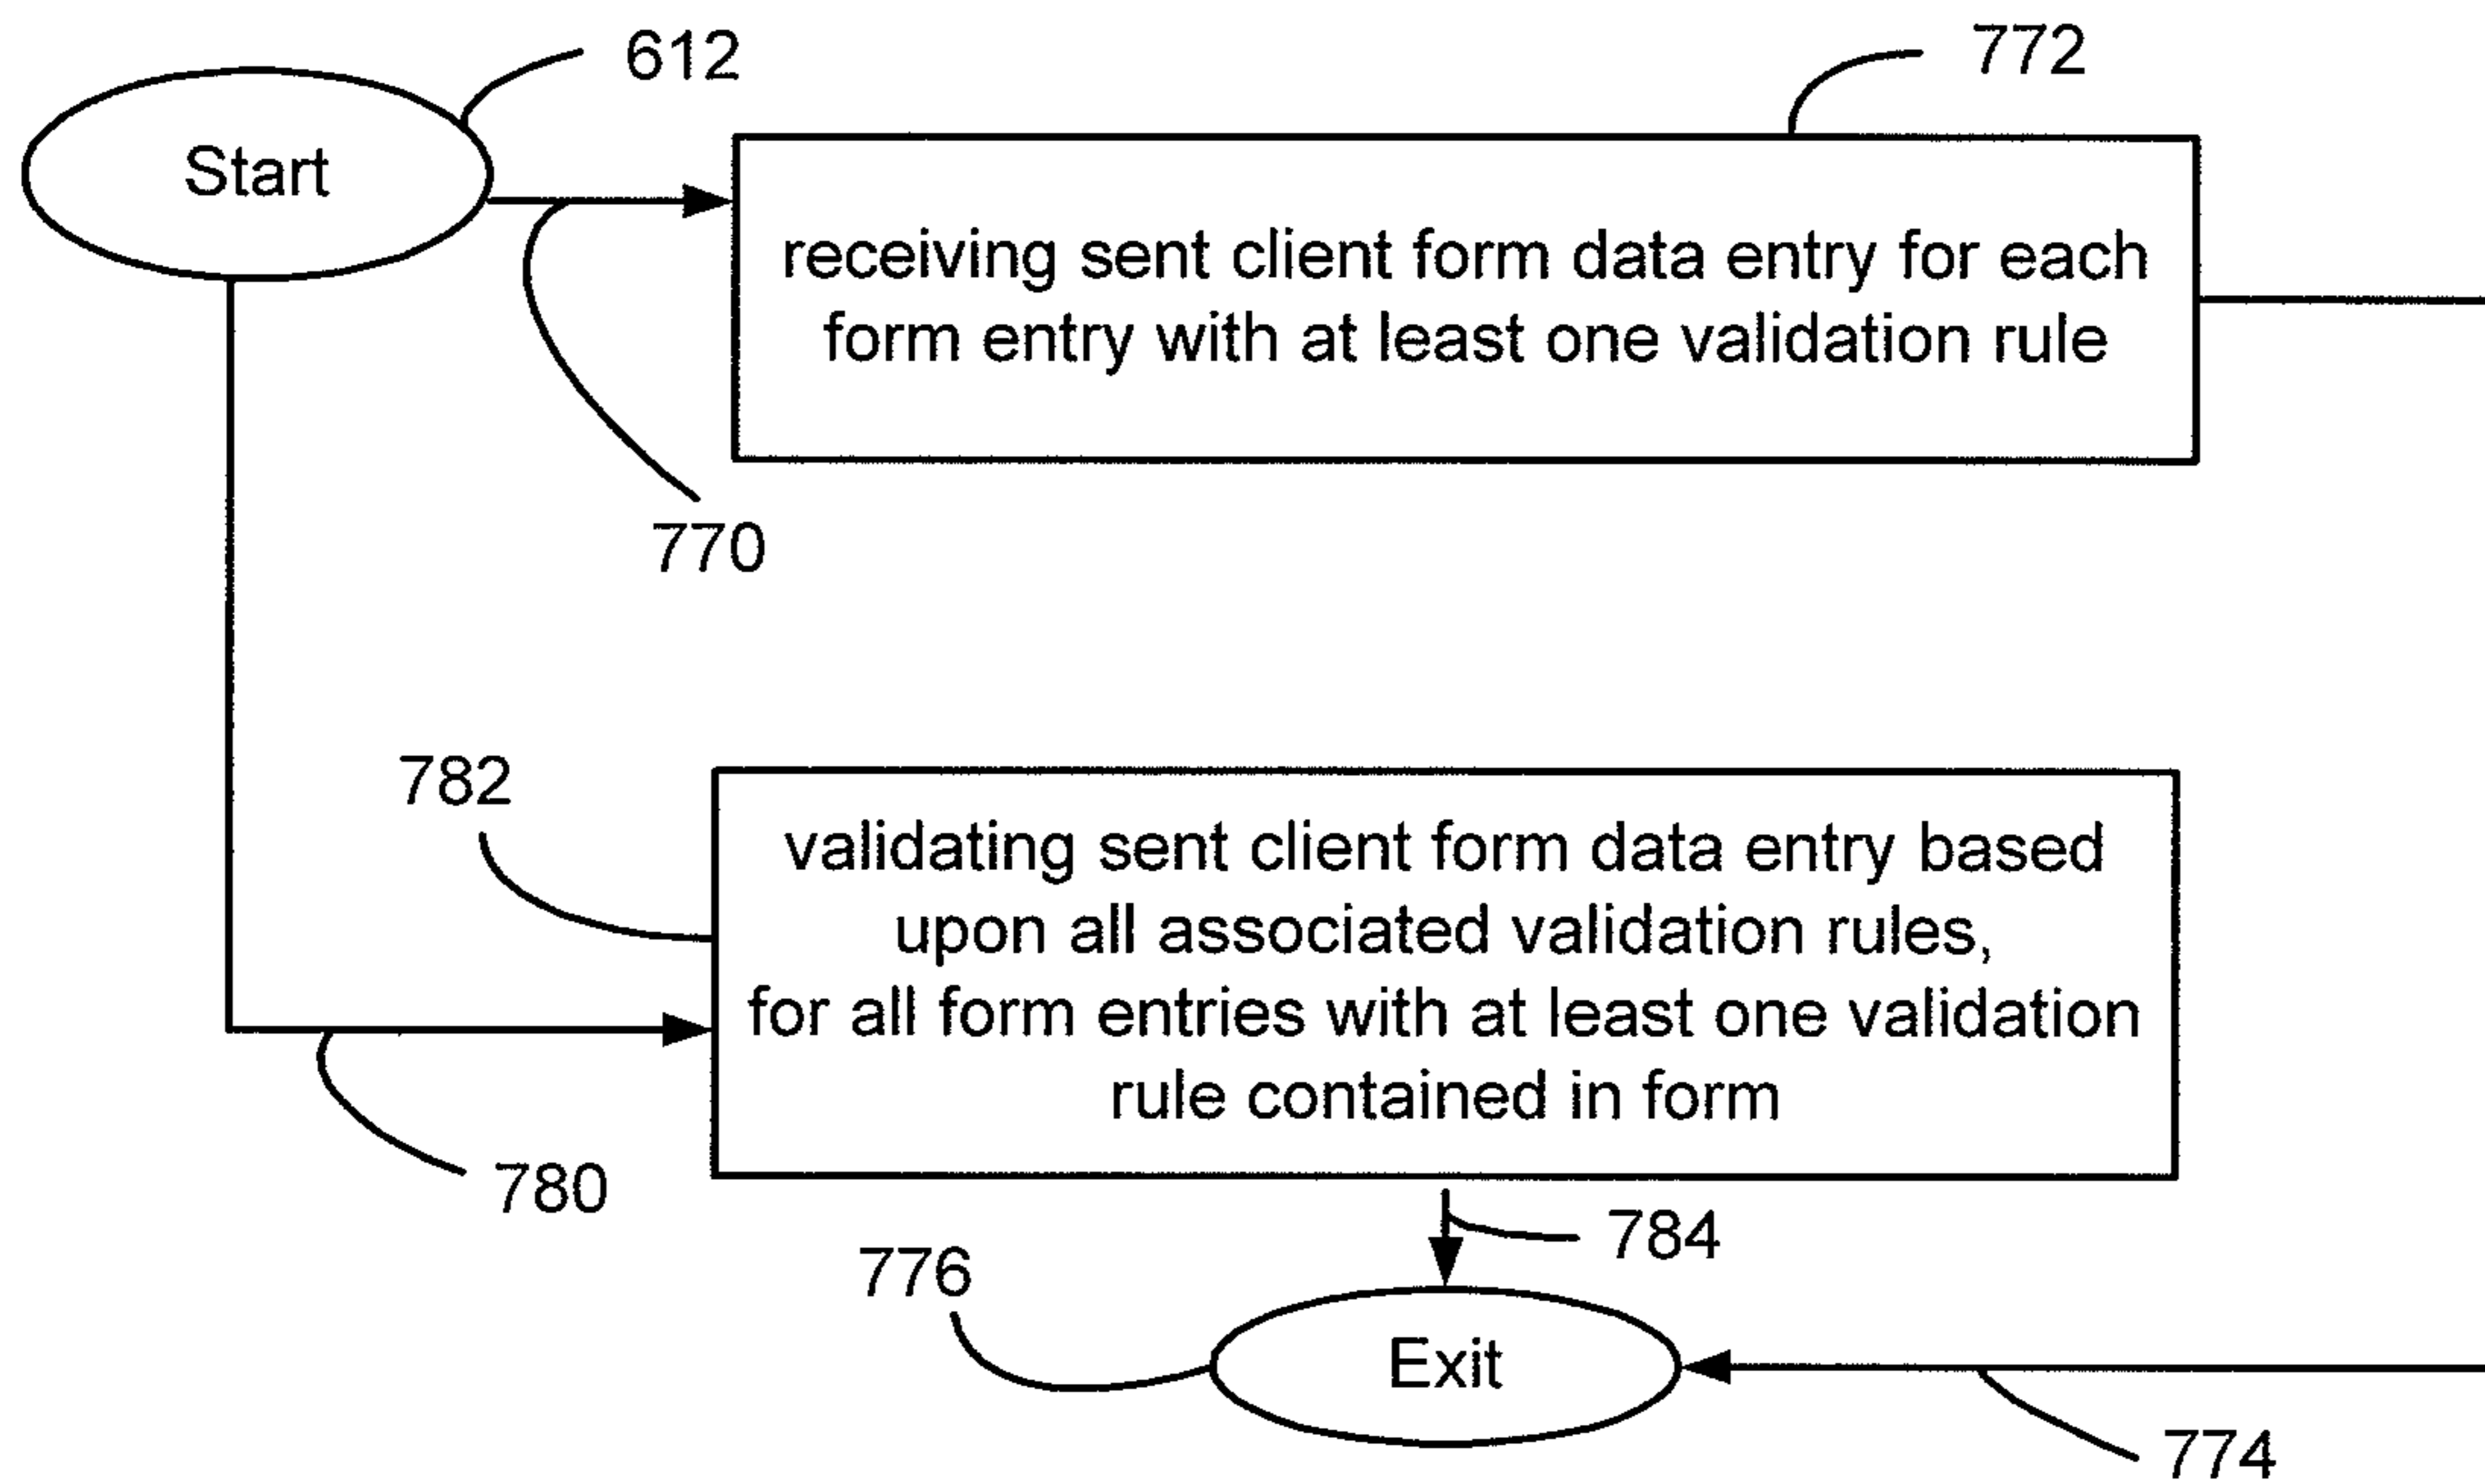 612
772
Start
receiving sent client form data entry for each
form entry with at least one validation rule
770
782
validating sent client form data entry based
upon all associated validation rules,
for all form entries with at least one validation
rule contained in form
780
784
776
Exit
774